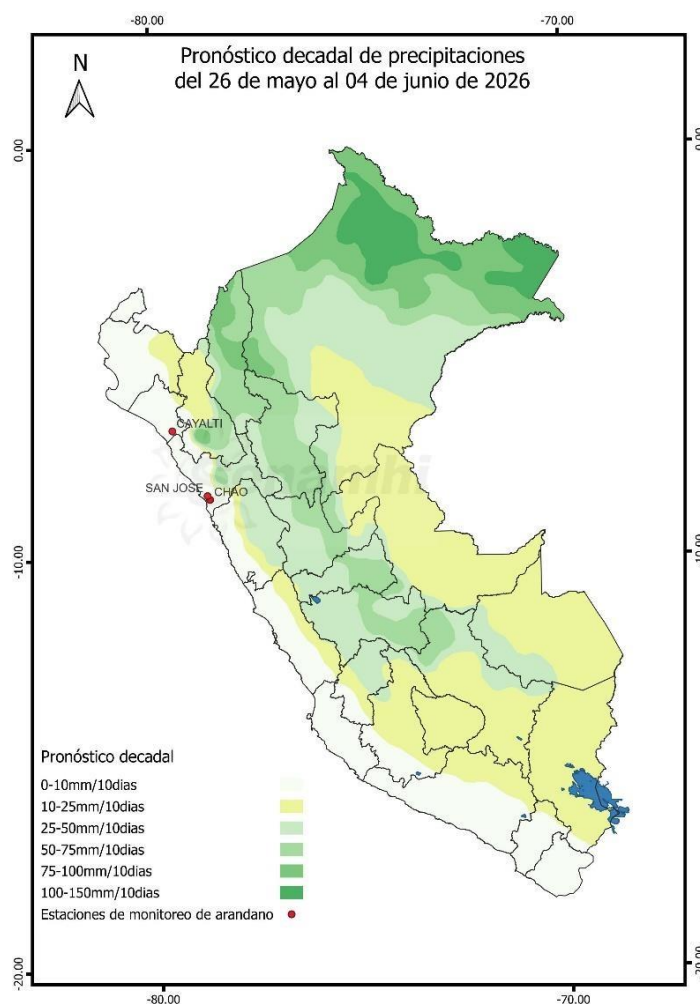 -80.00
-70.00
Pronóstico decadal de precipitaciones
del 26 de mayo al 04 de junio de 2026
N
0.00
0.00
CAYALTI
senamhi
SAN JOSE
CHAO
-10.00
-10.00
Pronóstico decadal
0-10mm/10dias
10-25mm/10dias
25-50mm/10dias
50-75mm/10dias
75-100mm/10dias
100-150mm/10dias
Estaciones de monitoreo de arandano
-20.00
-20.00
-80.00
-70.00